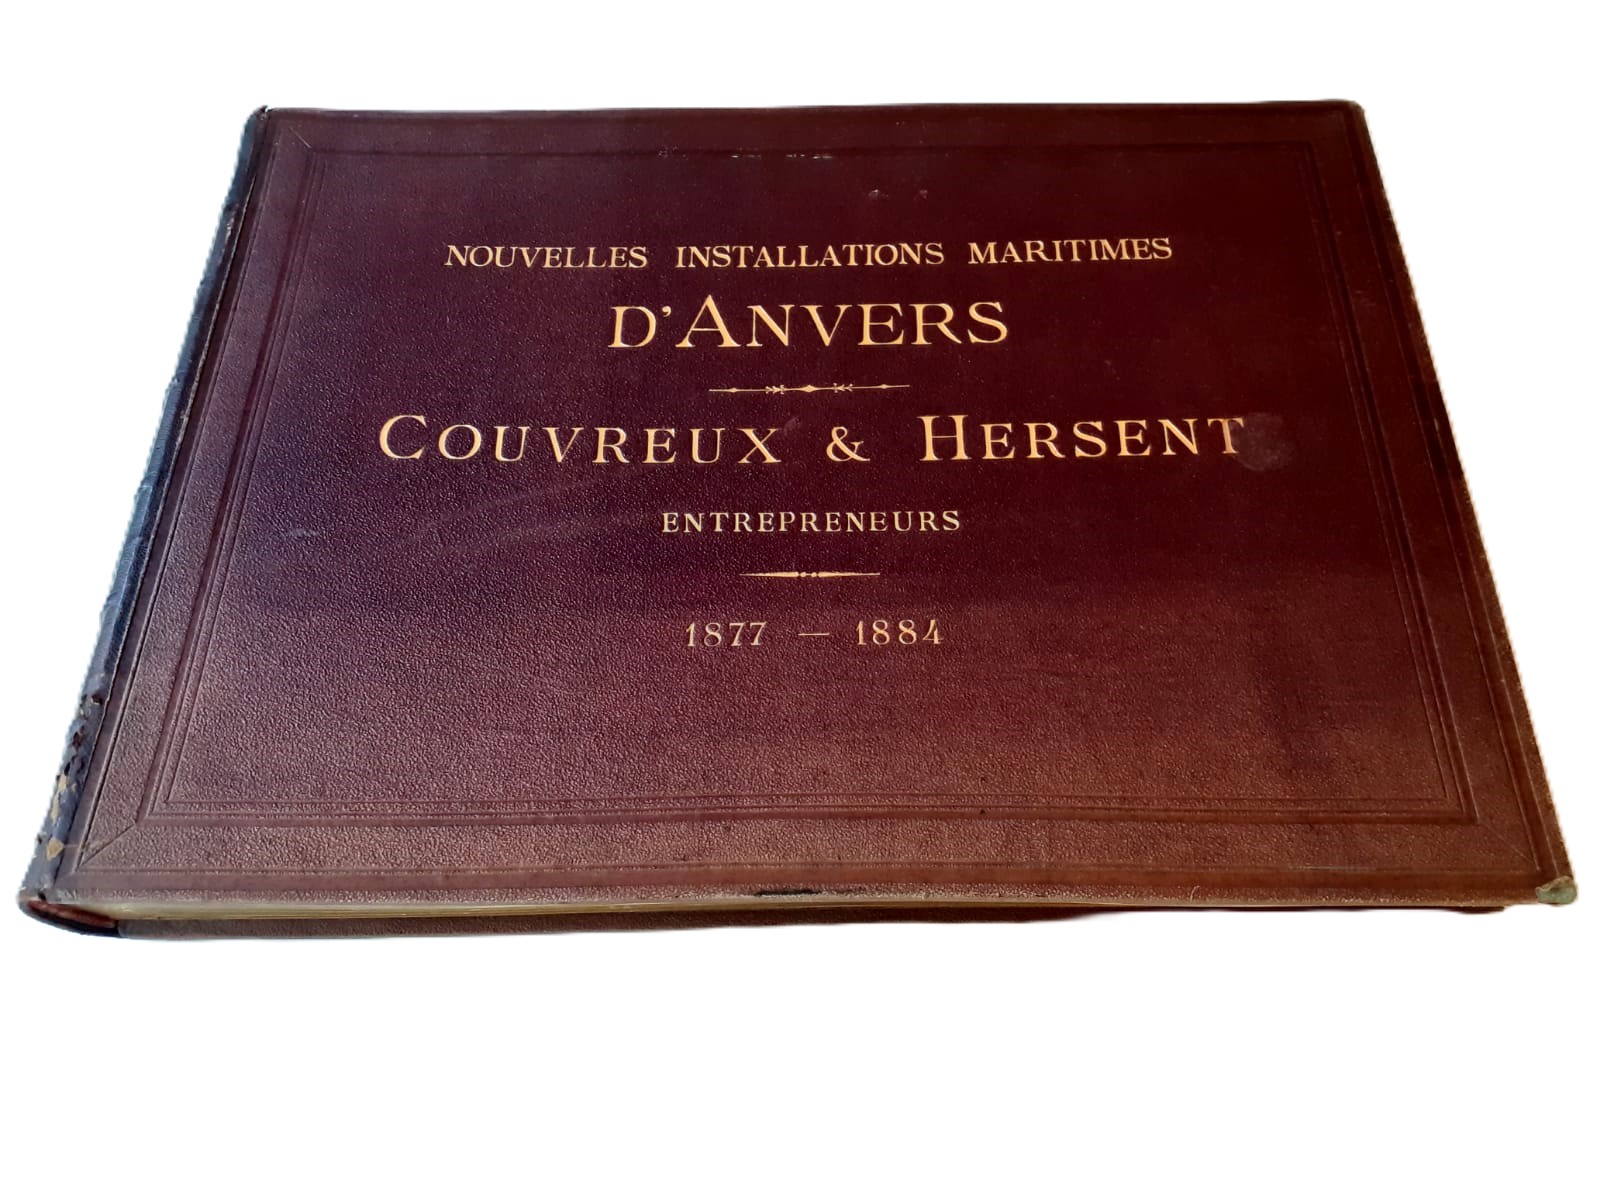 NOUVELLES INSTALLATIONS MARITIMES
D'ANVERS
COUVREUX & HERSENT
ENTREPRENEURS
1877 — 1884